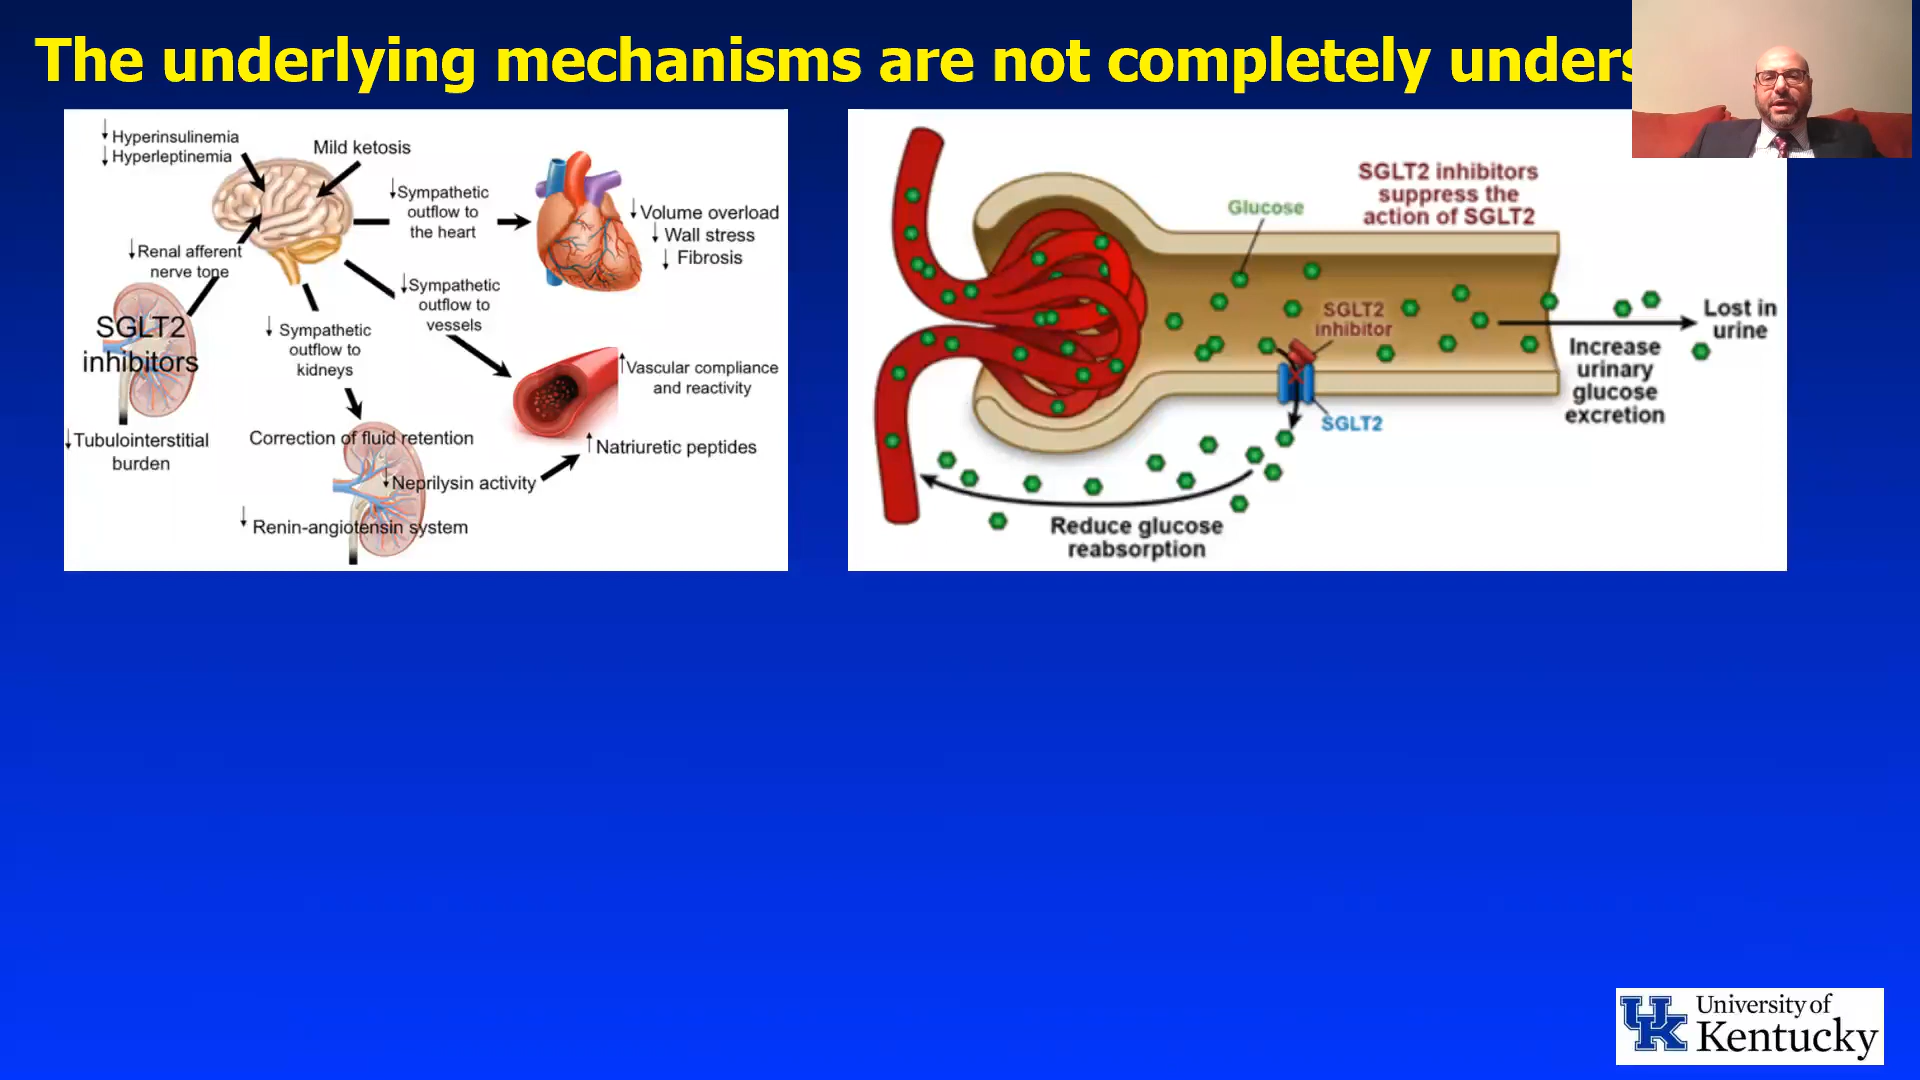 The underlying mechanisms are not completely
↓Hyperinsulinemia
↓Hyperleptinemia
Mild ketosis
↓Sympathetic
outflow to
the heart
↓Volume overload
↓Wall stress
↓Fibrosis
↓Renal afferent
nerve tone
↓Sympathetic
outflow to
vessels
SGLT2
inhibitors
↓Sympathetic
outflow to
kidneys
↑Vascular compliance
and reactivity
↓Tubulointerstitial
burden
Correction of fluid retention
↑Natriuretic peptides
↓Neprilysin activity
↓Renin-angiotensin system
SGLT2 inhibitors
suppress the
action of SGLT2
Glucose
SGLT2
inhibitor
Lost in
urine
Increase
urinary
glucose
excretion
SGLT2
Reduce glucose
reabsorption
UK
University of
Kentucky